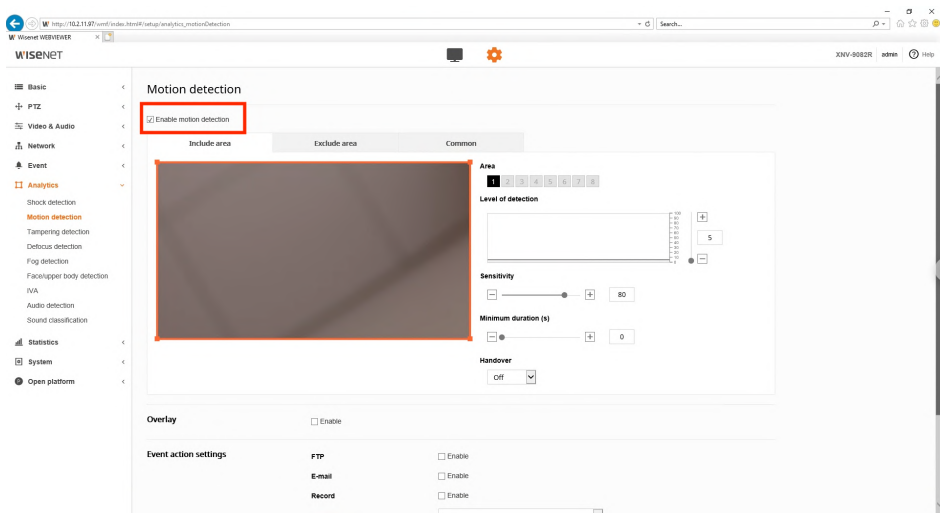 http://10.2.11.97/wmf/index.html#/setup/analytics_motionDetection
Search...
Wisenet WEBVIEWER
WISENET
XNV-9082R admin Help
Basic
PTZ
Video & Audio
Network
Event
Analytics
Shock detection
Motion detection
Tampering detection
Defocus detection
Fog detection
Face/upper body detection
IVA
Audio detection
Sound classification
Statistics
System
Open platform
Motion detection
Enable motion detection
Include area Exclude area Common
Area
1 2 3 4 5 6 7 8
Level of detection
100
90
80
70
60
50
40
30
20
10
0
5
Sensitivity
80
Minimum duration (s)
0
Handover
Off
Overlay Enable
Event action settings FTP Enable
E-mail Enable
Record Enable